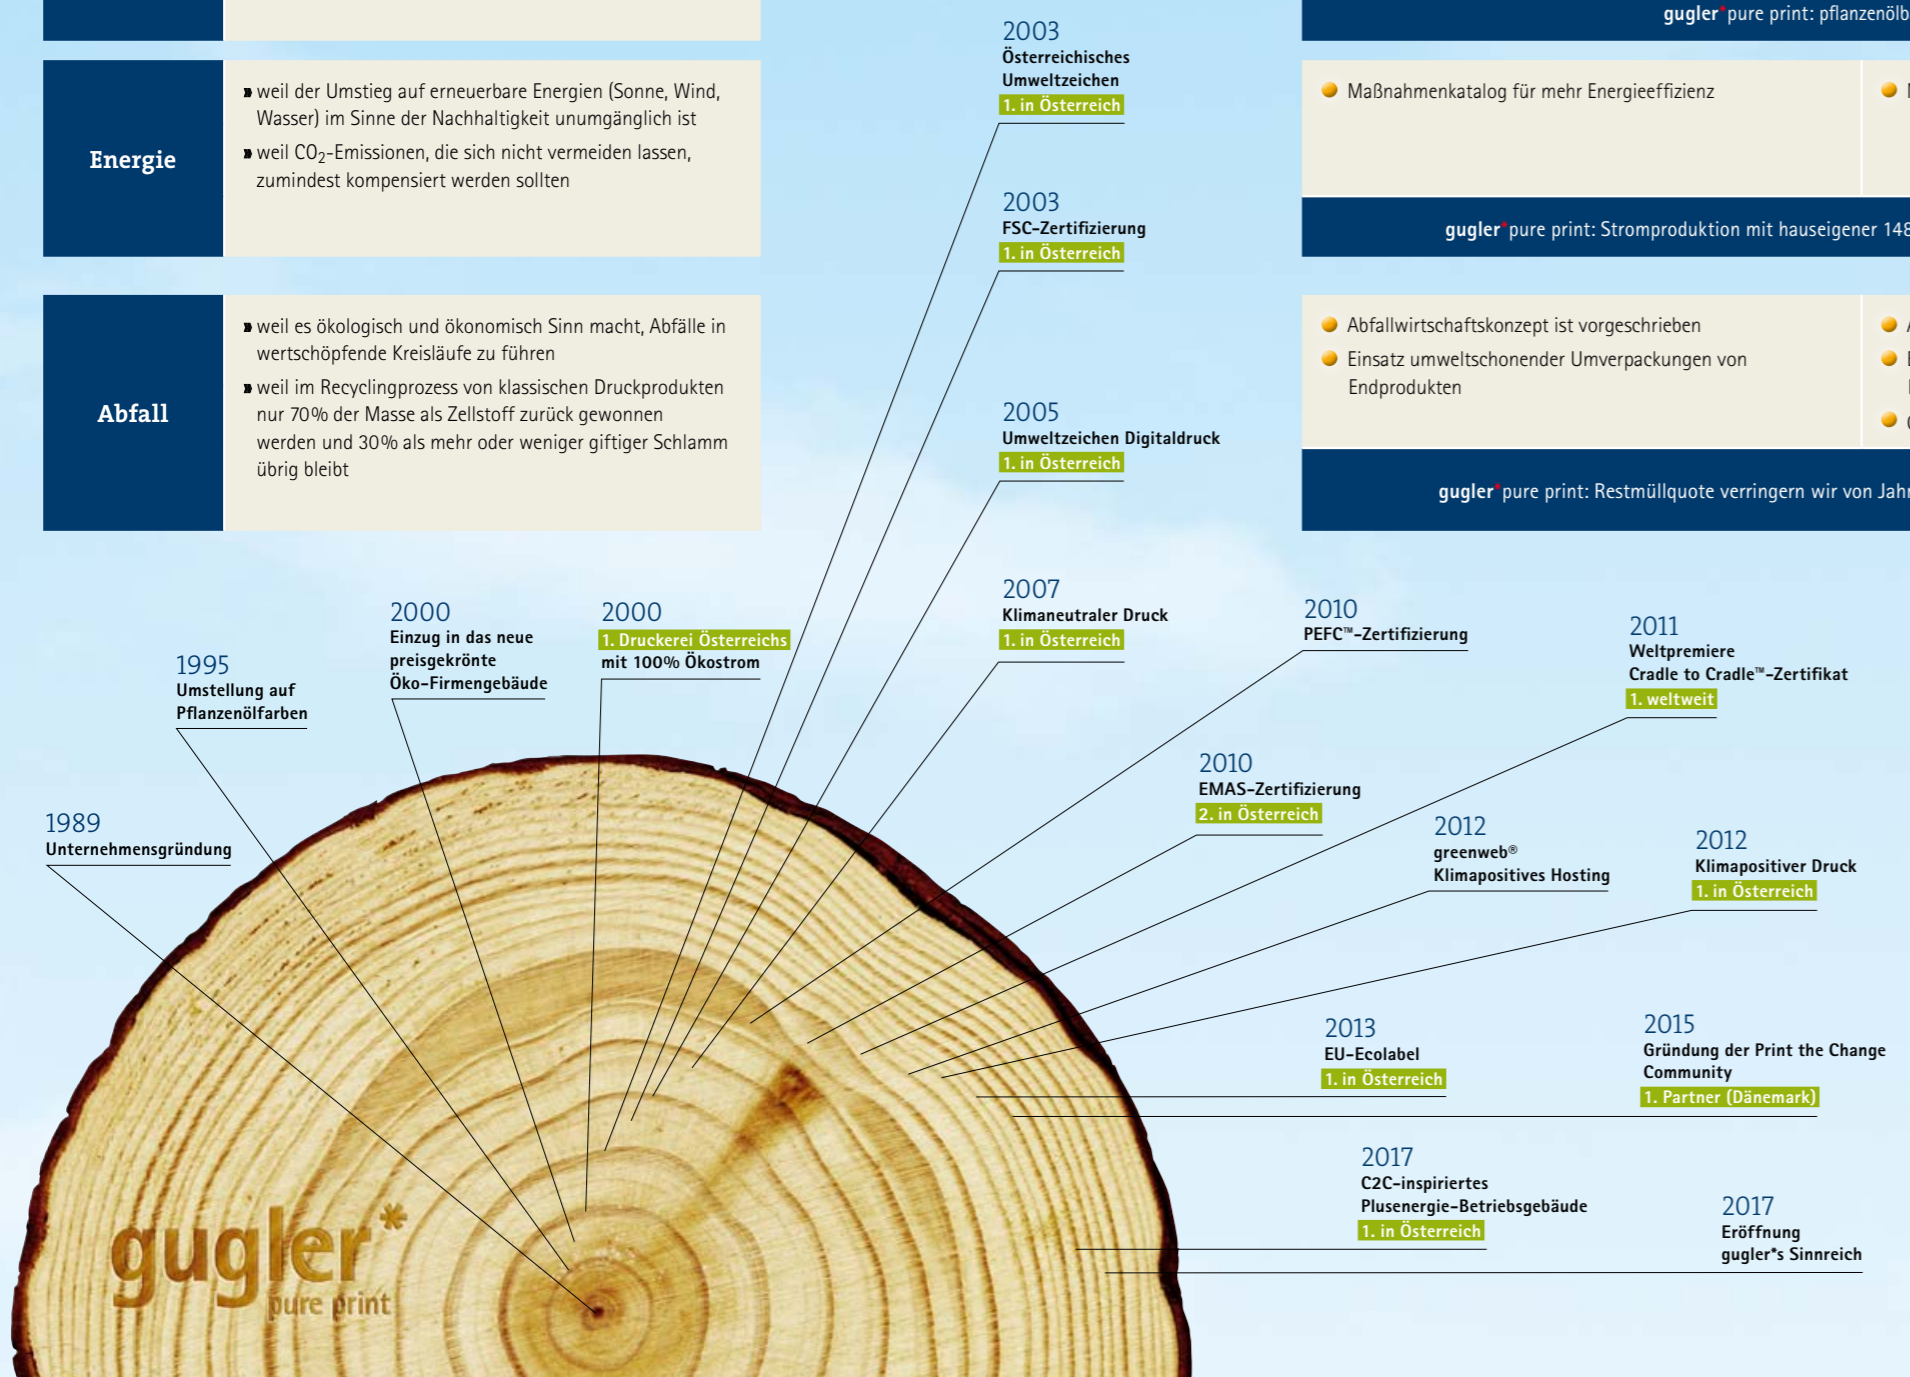 gugler*pure print:
Energie
» weil der Umstieg auf erneuerbare Energien (Sonne, Wind,
Wasser) im Sinne der Nachhaltigkeit unumgänglich ist
» weil CO₂-Emissionen, die sich nicht vermeiden lassen,
zumindest kompensiert werden sollten
Abfall
» weil es ökologisch und ökonomisch Sinn macht, Abfälle in
wertschöpfende Kreisläufe zu führen
» weil im Recyclingprozess von klassischen Druckprodukten
nur 70% der Masse als Zellstoff zurück gewonnen
werden und 30% als mehr oder weniger giftiger Schlamm
übrig bleibt
Maßnahmenkatalog für mehr Energieeffizienz
gugler*pure print: Stromproduktion mit hauseigener 148
Abfallwirtschaftskonzept ist vorgeschrieben
Einsatz umweltschonender Umverpackungen von
Endprodukten
gugler*pure print: Restmüllquote verringern wir von
1989
Unternehmensgründung
1995
Umstellung auf
Pflanzenölfarben
2000
Einzug in das neue
preisgekrönte
Öko-Firmengebäude
2000
1. Druckerei Österreichs
mit 100% Ökostrom
2003
Österreichisches
Umweltzeichen
1. in Österreich
2003
FSC-Zertifizierung
1. in Österreich
2005
Umweltzeichen Digitaldruck
1. in Österreich
2007
Klimaneutraler Druck
1. in Österreich
2010
PEFC™-Zertifizierung
2010
EMAS-Zertifizierung
2. in Österreich
2011
Weltpremiere
Cradle to Cradle™-Zertifikat
1. weltweit
2012
greenweb®
Klimapositives Hosting
2012
Klimapositiver Druck
1. in Österreich
2013
EU-Ecolabel
1. in Österreich
2015
Gründung der Print the Change
Community
1. Partner (Dänemark)
2017
C2C-inspiriertes
Plusenergie-Betriebsgebäude
1. in Österreich
2017
Eröffnung
gugler*s Sinnreich
gugler*
pure print